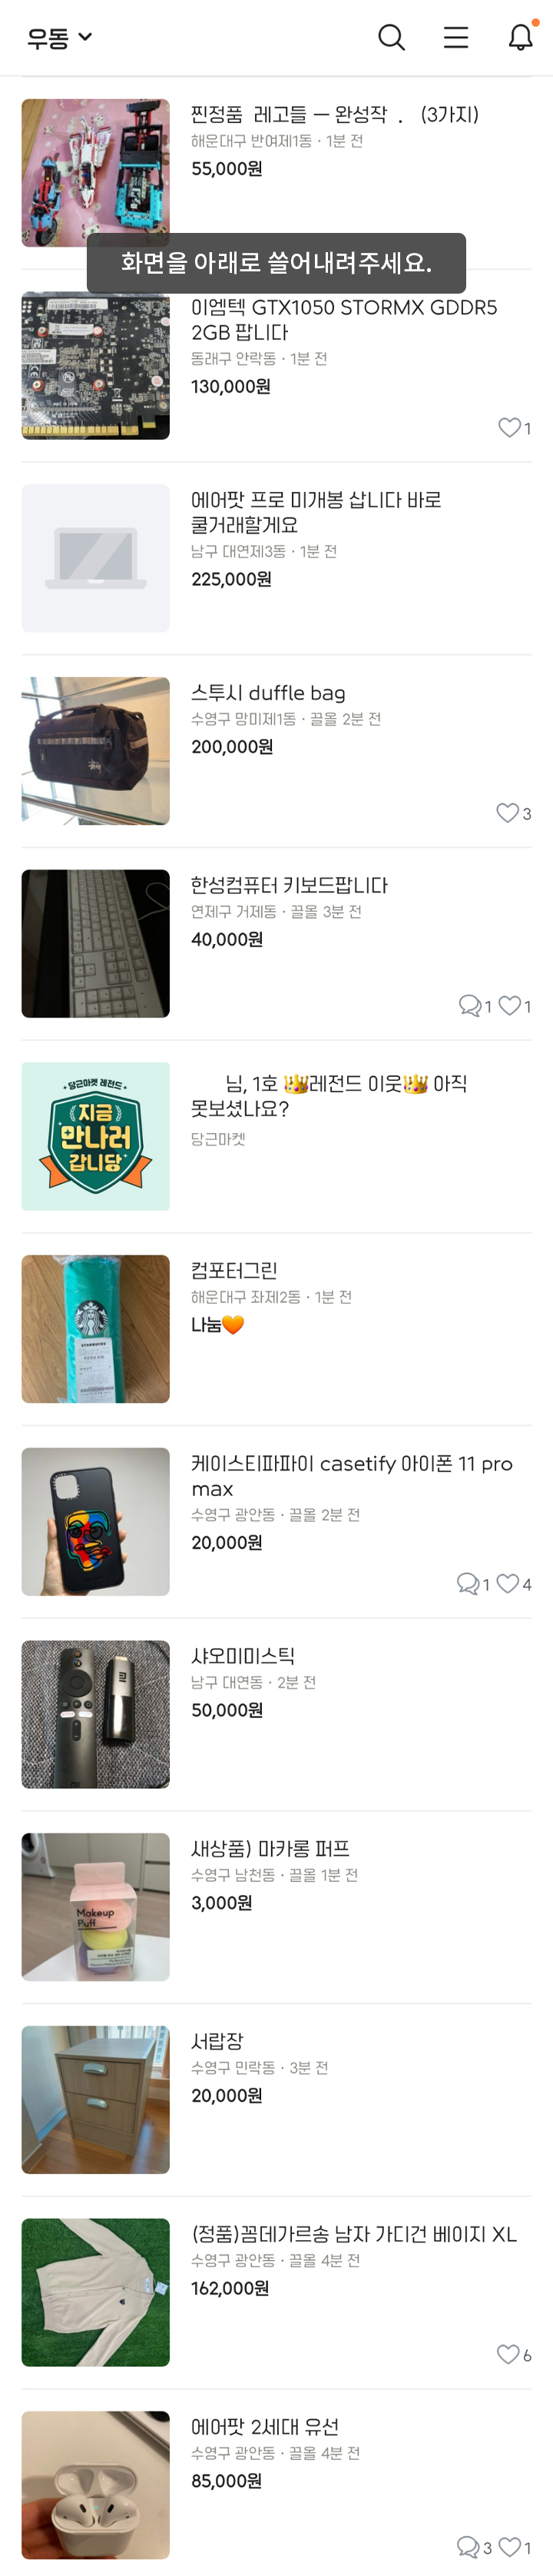 우동
찐정품 레고들 — 완성작 . (3가지)
해운대구 반여제1동 · 1분 전
55,000원
화면을 아래로 쓸어내려주세요.
이엠텍 GTX1050 STORMX GDDR5
2GB 팝니다
동래구 안락동 · 1분 전
130,000원
1
에어팟 프로 미개봉 삽니다 바로
쿨거래할게요
남구 대연제3동 · 1분 전
225,000원
스투시 duffle bag
수영구 망미제1동 · 끌올 2분 전
200,000원
3
한성컴퓨터 키보드팝니다
연제구 거제동 · 끌올 3분 전
40,000원
1 1
당근마켓 레전드
지금
만나러
갑니당
님, 1호 👑레전드 이웃👑 아직
못보셨나요?
당근마켓
컴포터그린
해운대구 좌제2동 · 1분 전
나눔🧡
STARBUCKS
케이스티파파이 casetify 아이폰 11 pro
max
수영구 광안동 · 끌올 2분 전
20,000원
1 4
샤오미미스틱
남구 대연동 · 2분 전
50,000원
새상품) 마카롱 퍼프
수영구 남천동 · 끌올 1분 전
3,000원
Makeup
Puff
서랍장
수영구 민락동 · 3분 전
20,000원
(정품)꼼데가르송 남자 가디건 베이지 XL
수영구 광안동 · 끌올 4분 전
162,000원
6
에어팟 2세대 유선
수영구 광안동 · 끌올 4분 전
85,000원
3 1